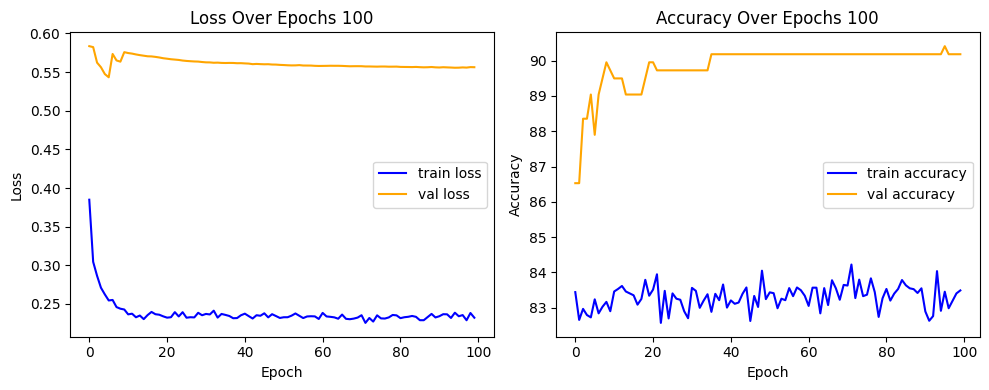 Loss Over Epochs 100
0.60
0.55
0.50
0.45
0.40
0.35
0.30
0.25
Loss
train loss
val loss
0 20 40 60 80 100
Epoch
Accuracy Over Epochs 100
90
89
88
87
86
85
84
83
Accuracy
train accuracy
val accuracy
0 20 40 60 80 100
Epoch